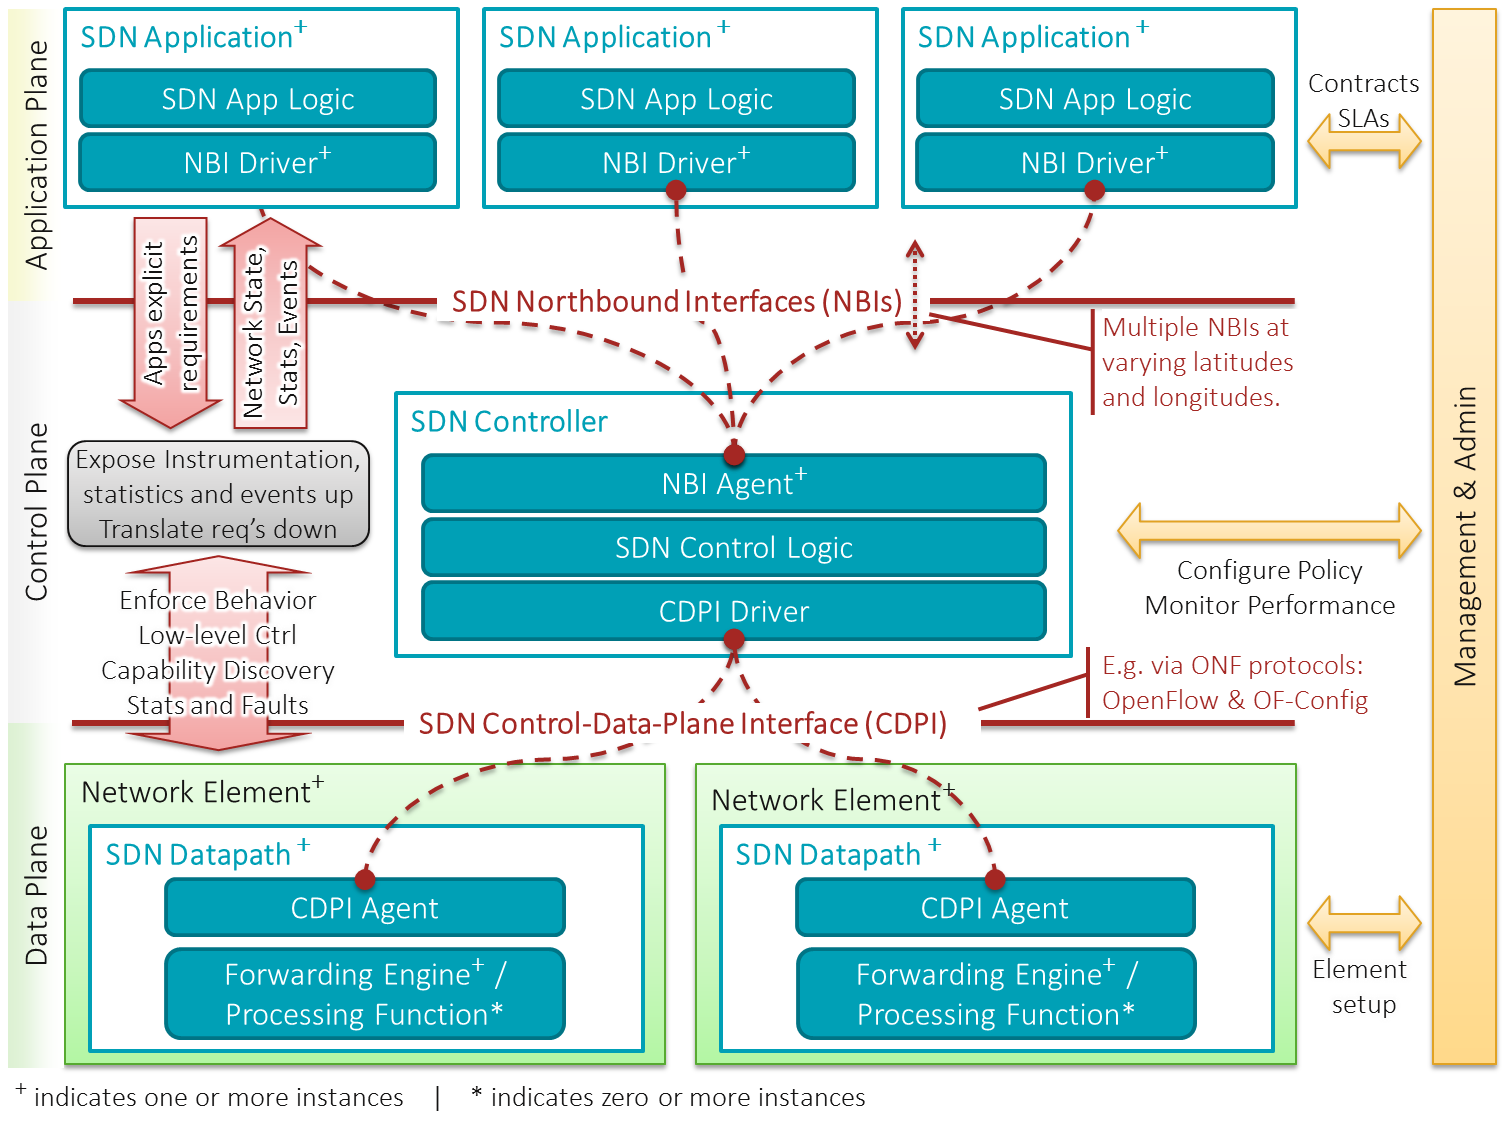 Application Plane
SDN Application+
SDN App Logic
NBI Driver+
SDN Application +
SDN App Logic
NBI Driver+
SDN Application +
SDN App Logic
NBI Driver+
Contracts
SLAs
Apps explicit
requirements
Network State,
Stats, Events
SDN Northbound Interfaces (NBIs)
Multiple NBIs at
varying latitudes
and longitudes.
Control Plane
Expose Instrumentation,
statistics and events up
Translate req’s down
SDN Controller
NBI Agent+
SDN Control Logic
CDPI Driver
Configure Policy
Monitor Performance
Management & Admin
Enforce Behavior
Low-level Ctrl
Capability Discovery
Stats and Faults
E.g. via ONF protocols:
OpenFlow & OF-Config
SDN Control-Data-Plane Interface (CDPI)
Data Plane
Network Element+
SDN Datapath +
CDPI Agent
Forwarding Engine+ /
Processing Function*
Network Element+
SDN Datapath +
CDPI Agent
Forwarding Engine+ /
Processing Function*
Element
setup
+ indicates one or more instances | * indicates zero or more instances